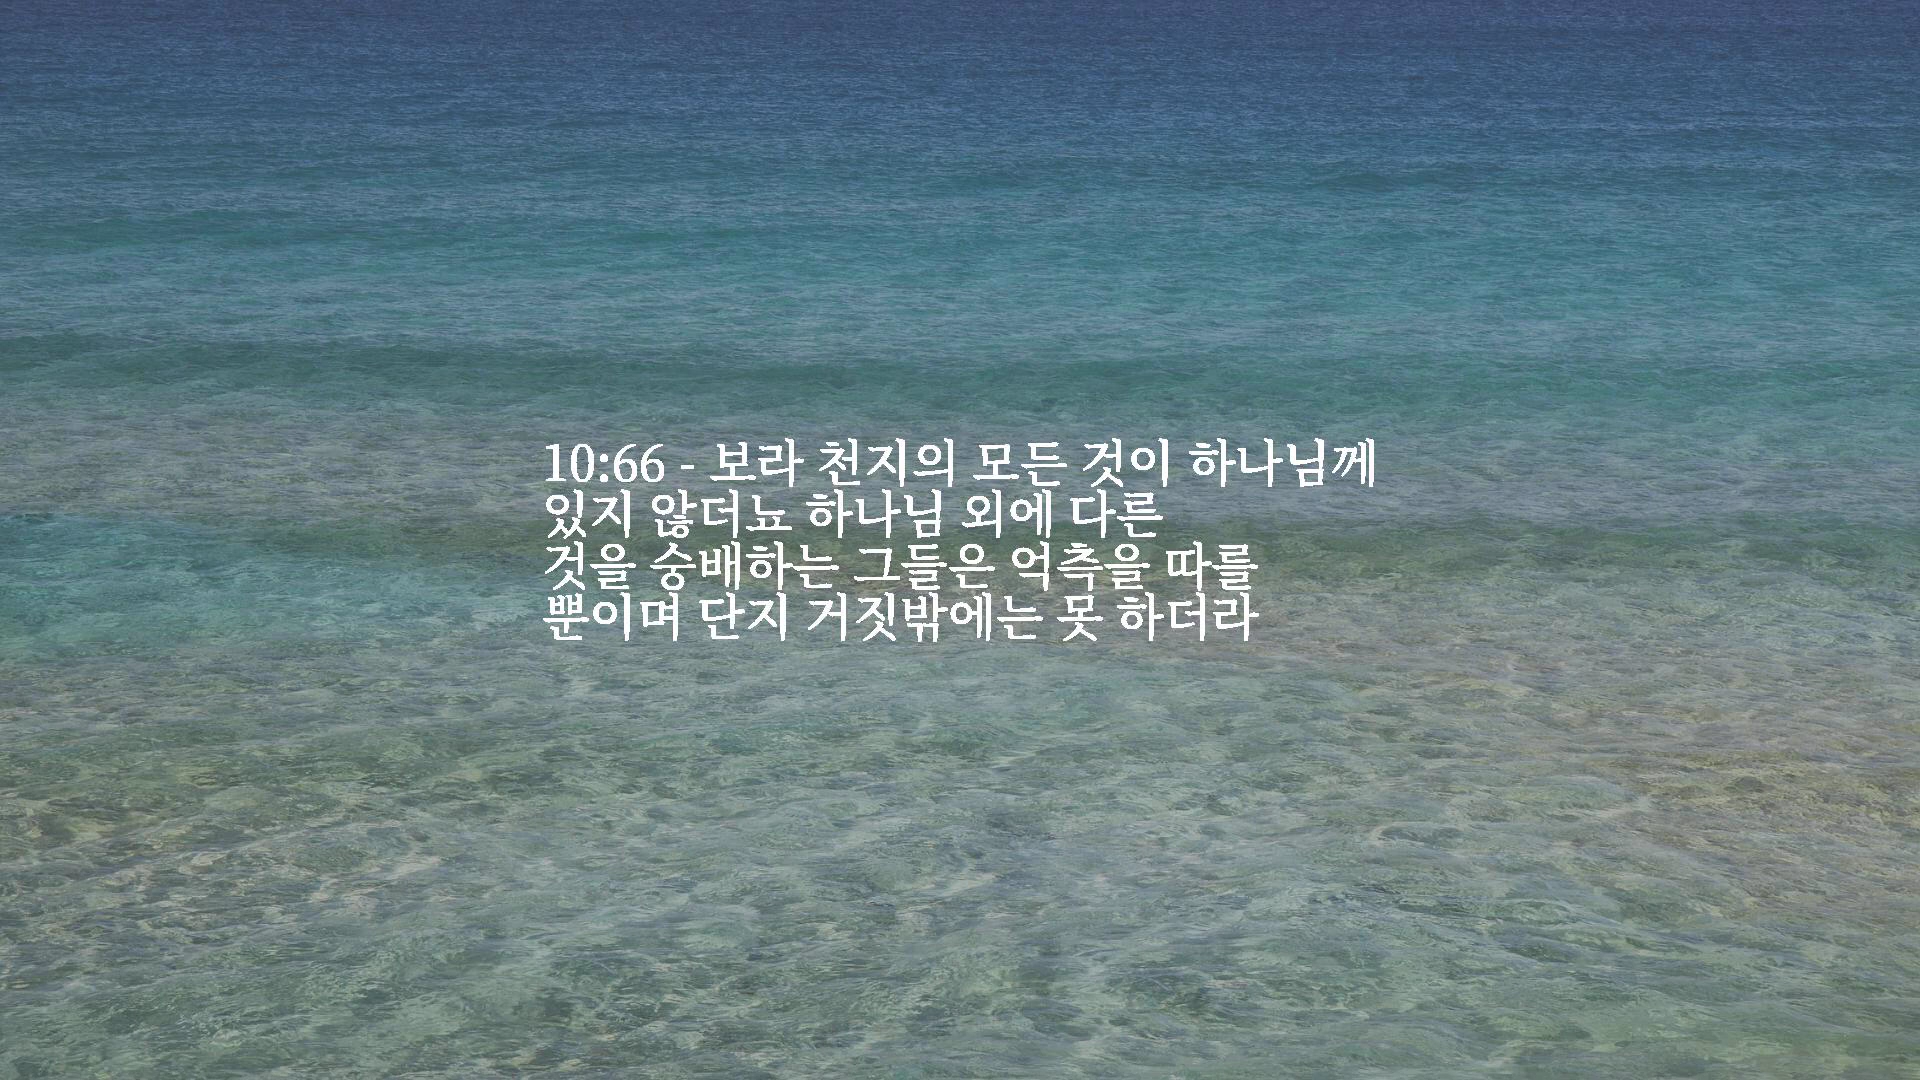 10:66 - 보라 천지의 모든 것이 하나님께
있지 않더뇨 하나님 외에 다른
것을 숭배하는 그들은 억측을 따를
뿐이며 단지 거짓밖에는 못 하더라